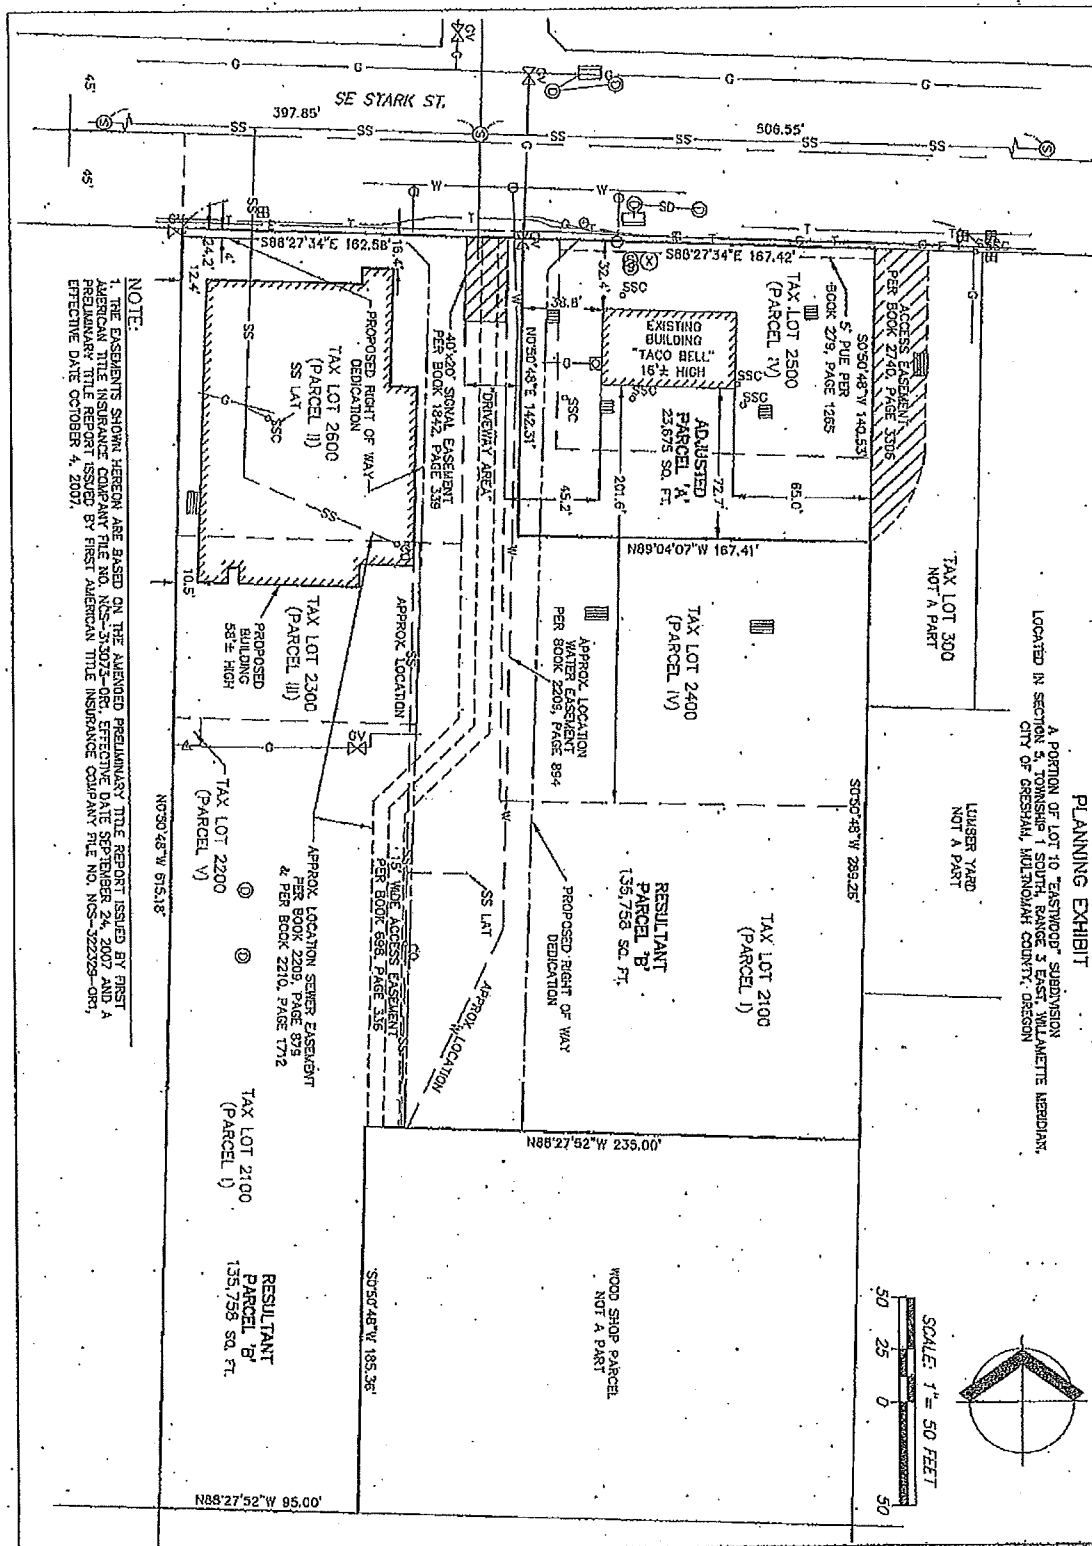 PLANNING EXHIBIT
A PORTION OF LOT 10 "EASTWOOD" SUBDIVISION
LOCATED IN SECTION 5, TOWNSHIP 1 SOUTH, RANGE 3 EAST, WILLAMETTE MERIDIAN,
CITY OF GRESHAM, MULTNOMAH COUNTY, OREGON
SCALE: 1"= 50 FEET
50
25
0
50
SE STARK ST.
397.85'
606.55'
45'
45'
S88°27'34"E 162.58'
16.4'
S88°27'34"E 167.42'
4'
24.2'
12.4'
10.5'
PROPOSED RIGHT OF WAY
DEDICATION
TAX LOT 2600
(PARCEL II)
SS LAT
SSC
40'x20' SIGNAL EASEMENT
PER BOOK 1842, PAGE 339
DRIVEWAY AREA
N0°50'48"E 142.31'
38.8'
32.4'
EXISTING
BUILDING
"TACO BELL"
16'± HIGH
SSC
SSC
SSC
SSC
TAX LOT 2500
(PARCEL IV)
5' PUE PER
BOOK 279, PAGE 1265
S0°50'48"W 140.53'
ACCESS EASEMENT
PER BOOK 2740, PAGE 3306
ADJUSTED
PARCEL 'A'
23,675 SQ. FT.
45.2'
201.6'
72.7'
65.0'
N89°04'07"W 167.41'
TAX LOT 300
NOT A PART
LUMBER YARD
NOT A PART
TAX LOT 2400
(PARCEL IV)
APPROX. LOCATION
WATER EASEMENT
PER BOOK 2209, PAGE 894
APPROX LOCATION
TAX LOT 2300
(PARCEL III)
PROPOSED
BUILDING
58'± HIGH
TAX LOT 2200
(PARCEL V)
S0°50'48"W 289.25'
TAX LOT 2100
(PARCEL I)
RESULTANT
PARCEL 'B'
135,758 SQ. FT.
PROPOSED RIGHT OF WAY
DEDICATION
SS LAT
APPROX LOCATION
15' WIDE ACCESS EASEMENT
PER BOOK 686, PAGE 336
APPROX. LOCATION SEWER EASEMENT
PER BOOK 2209, PAGE 879
& PER BOOK 2210, PAGE 1712
N0°50'48"W 615.18'
N88°27'52"W 235.00'
WOOD SHOP PARCEL
NOT A PART
TAX LOT 2100
(PARCEL I)
S0°50'48"W 185.36'
RESULTANT
PARCEL 'B'
135,758 SQ. FT.
N88°27'52"W 95.00'
NOTE:
1. THE EASEMENTS SHOWN HEREON ARE BASED ON THE AMENDED PRELIMINARY TITLE REPORT ISSUED BY FIRST
AMERICAN TITLE INSURANCE COMPANY FILE NO. NCS-313073-OR1, EFFECTIVE DATE SEPTEMBER 24, 2007 AND A
PRELIMINARY TITLE REPORT ISSUED BY FIRST AMERICAN TITLE INSURANCE COMPANY FILE NO. NCS-322329-OR1,
EFFECTIVE DATE OCTOBER 4, 2007.